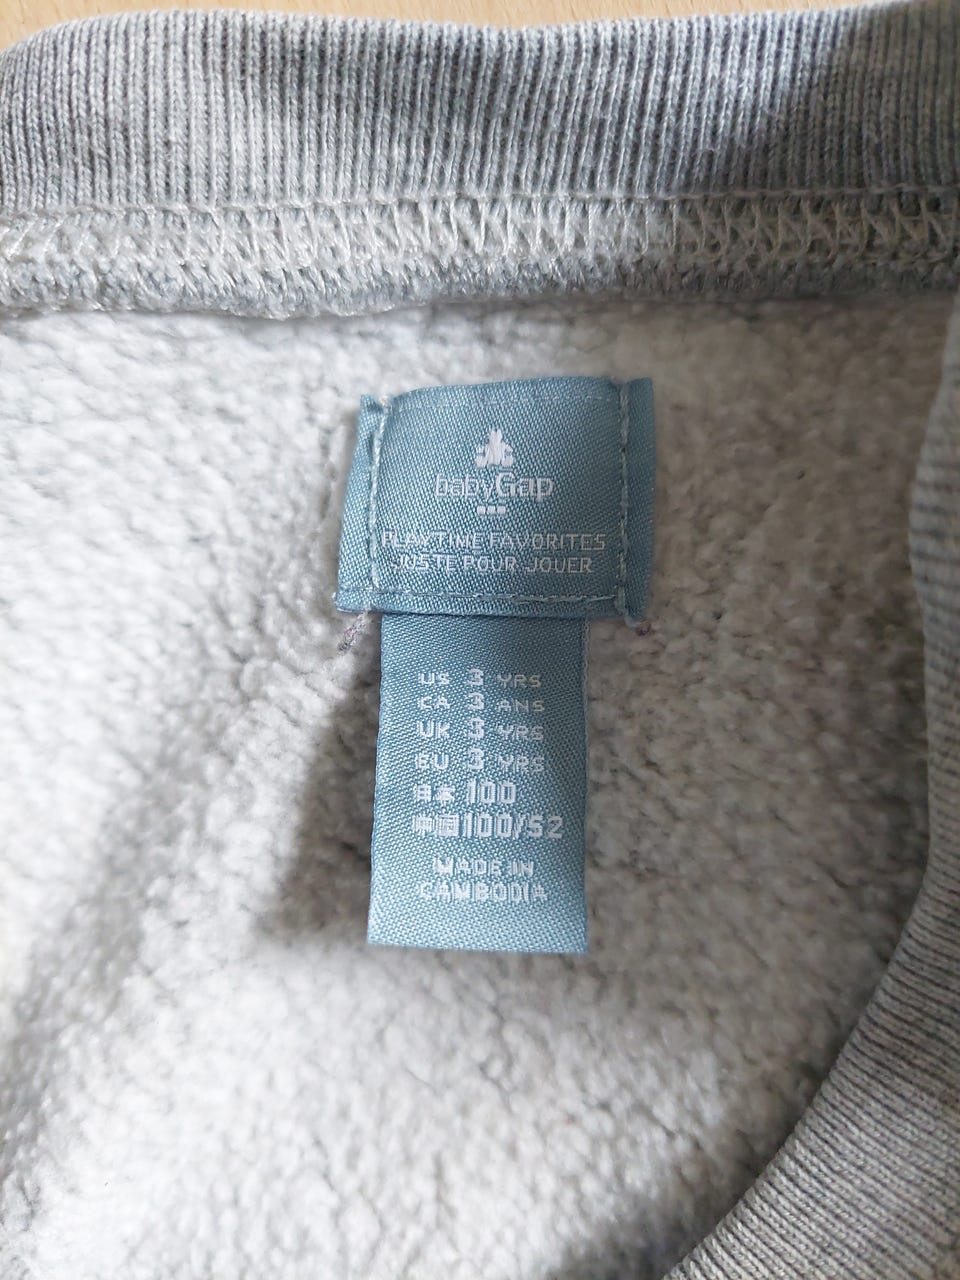 babyGap
PLAYTIME FAVORITES
JUSTE POUR JOUER
US 3 YRS
CA 3 ANS
UK 3 YRS
EU 3 YRS
日本 100
中国 100/52
MADE IN
CAMBODIA